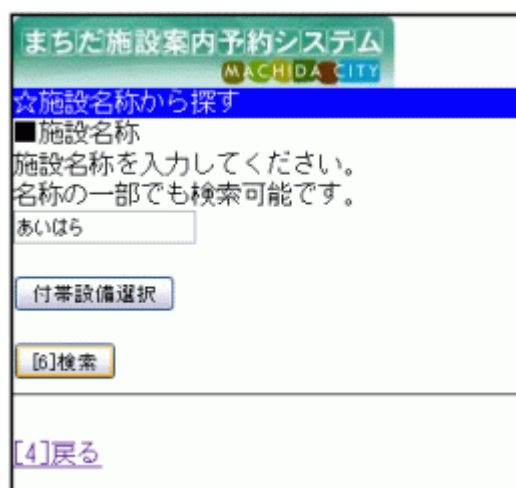 まちだ施設案内予約システム
MACHIDA CITY
☆施設名称から探す
■施設名称
施設名称を入力してください。
名称の一部でも検索可能です。
あいはら
付帯設備選択
[6]検索
[4]戻る